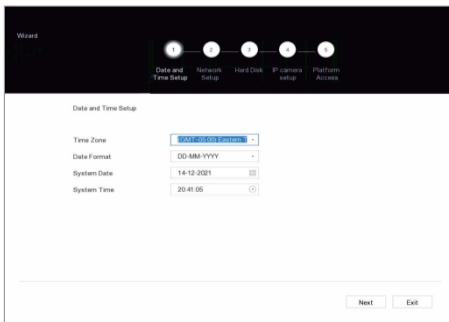 Wizard
1 2 3 4 5
Date and Time Setup
Network Setup
Hard Disk
IP camera setup
Platform Access
Date and Time Setup
Time Zone (GMT-05:00) Eastern T
Date Format DD-MM-YYYY
System Date 14-12-2021
System Time 20:41:05
Next Exit